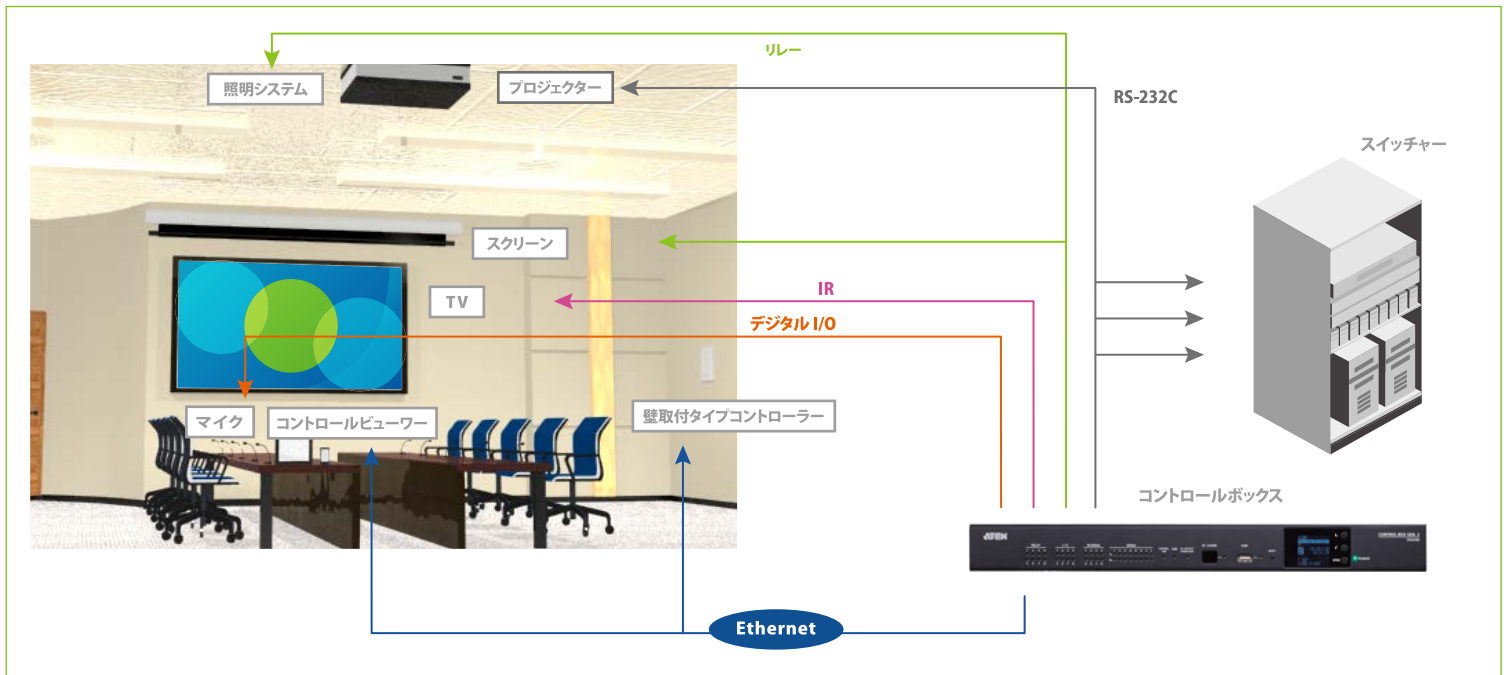 リレー
照明システム
プロジェクター
RS-232C
スイッチャー
スクリーン
TV
IR
デジタル I/O
マイク
コントロールビューワー
壁取付タイプコントローラー
コントロールボックス
ATEN
Ethernet